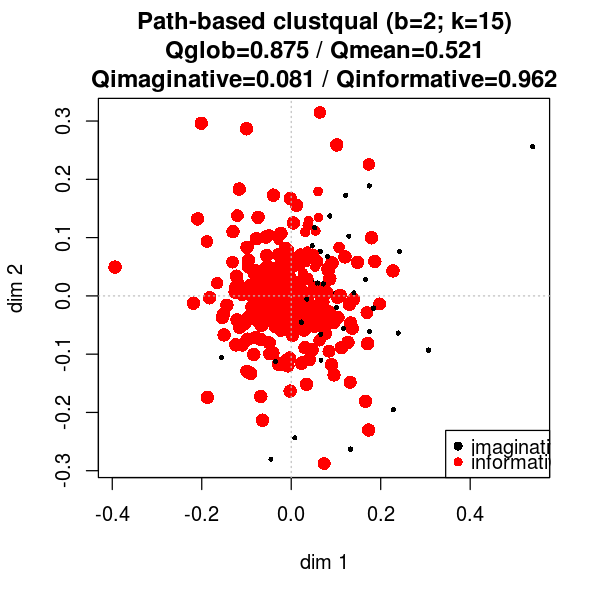 Path-based clustqual (b=2; k=15)
Qglob=0.875 / Qmean=0.521
Qimaginative=0.081 / Qinformative=0.962
0.3
0.2
0.1
0.0
-0.1
-0.2
-0.3
dim 2
imaginati
informati
-0.4 -0.2 0.0 0.2 0.4
dim 1